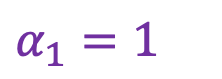 α₁ = 1